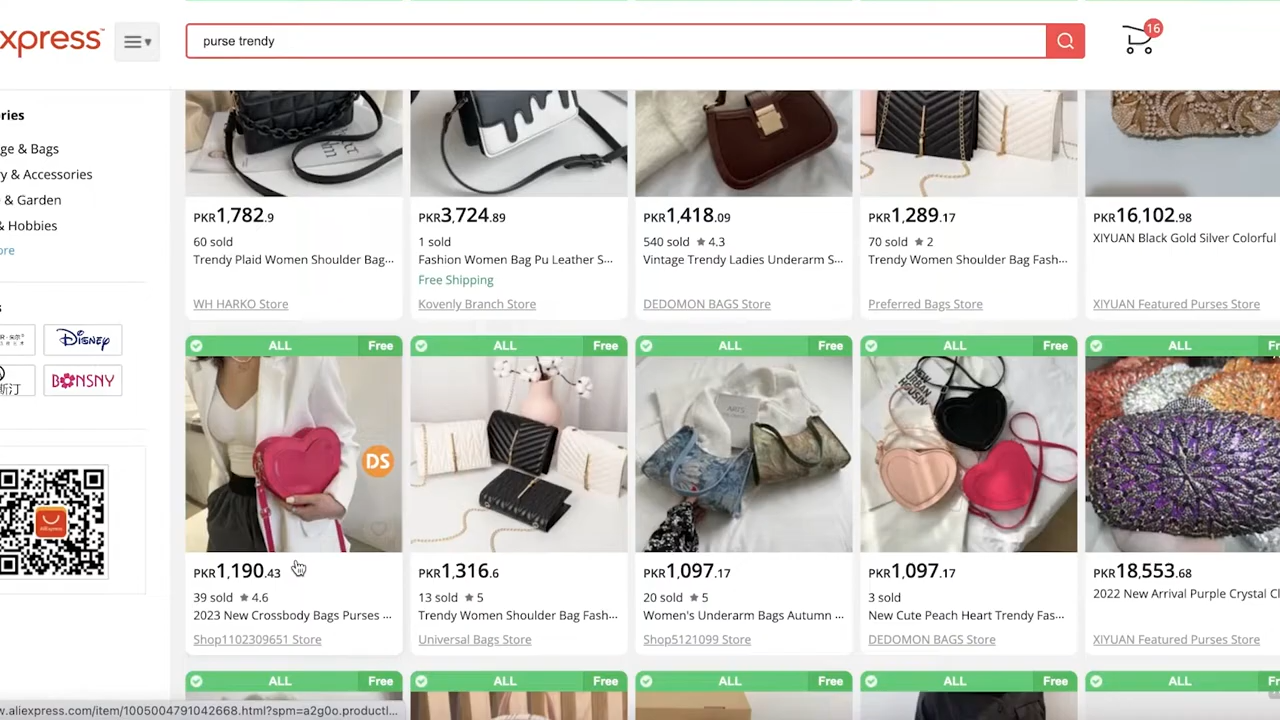 xpress™
purse trendy
16
ries
ge & Bags
y & Accessories
& Garden
& Hobbies
ore
s
Disney
BONSNY
PKR1,782.9
60 sold
Trendy Plaid Women Shoulder Bag...
WH HARKO Store
PKR3,724.89
1 sold
Fashion Women Bag Pu Leather S...
Free Shipping
Kovenly Branch Store
PKR1,418.09
540 sold ★ 4.3
Vintage Trendy Ladies Underarm S...
DEDOMON BAGS Store
PKR1,289.17
70 sold ★ 2
Trendy Women Shoulder Bag Fash...
Preferred Bags Store
PKR16,102.98
XIYUAN Black Gold Silver Colorful
XIYUAN Featured Purses Store
ALL Free
DS
PKR1,190.43
39 sold ★ 4.6
2023 New Crossbody Bags Purses ...
Shop1102309651 Store
ALL Free
PKR1,316.6
13 sold ★ 5
Trendy Women Shoulder Bag Fash...
Universal Bags Store
ALL Free
PKR1,097.17
20 sold ★ 5
Women's Underarm Bags Autumn ...
Shop5121099 Store
ALL Free
PKR1,097.17
3 sold
New Cute Peach Heart Trendy Fas...
DEDOMON BAGS Store
ALL Fr
PKR18,553.68
2022 New Arrival Purple Crystal Cl
XIYUAN Featured Purses Store
ALL Free
ALL Free
ALL Free
ALL Free
ALL Fr
w.aliexpress.com/item/1005004791042668.html?spm=a2g0o.productl...